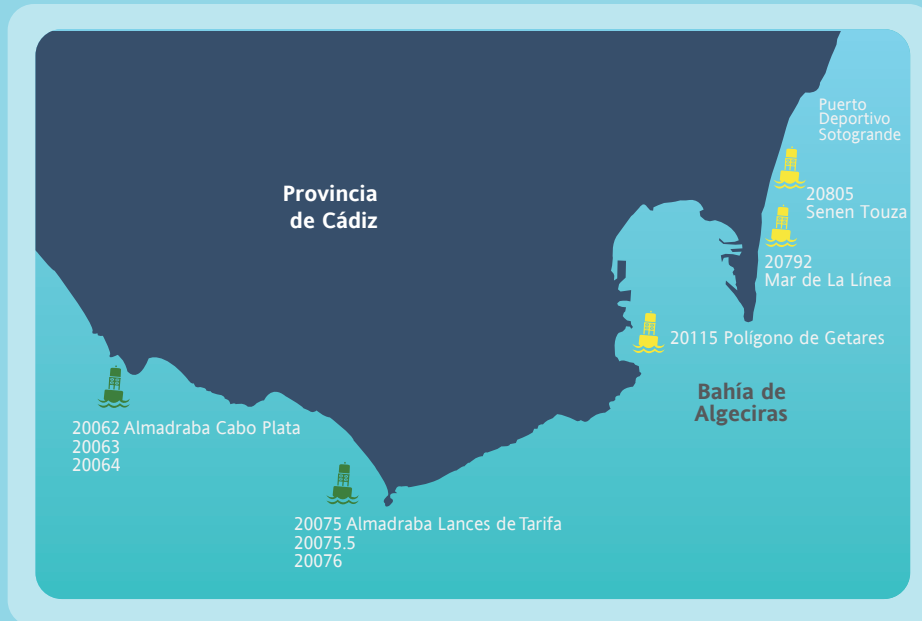 Puerto
Deportivo
Sotogrande
Provincia
de Cádiz
20805
Senen Touza
20792
Mar de La Línea
20115 Polígono de Getares
Bahía de
Algeciras
20062 Almadraba Cabo Plata
20063
20064
20075 Almadraba Lances de Tarifa
20075.5
20076